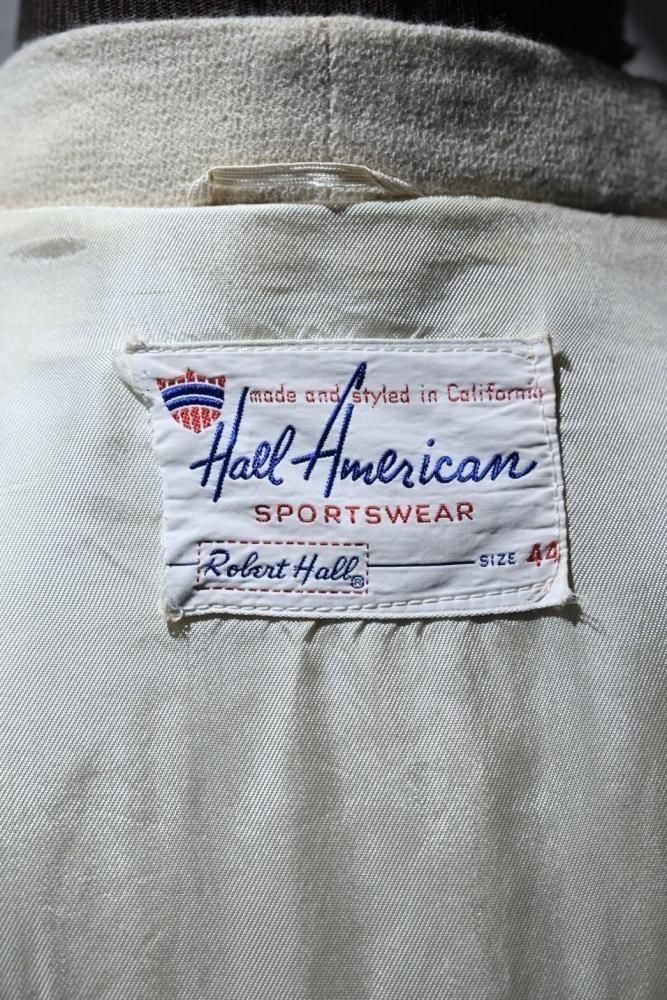 made and styled in California
Hall American
SPORTSWEAR
Robert Hall®
SIZE 44